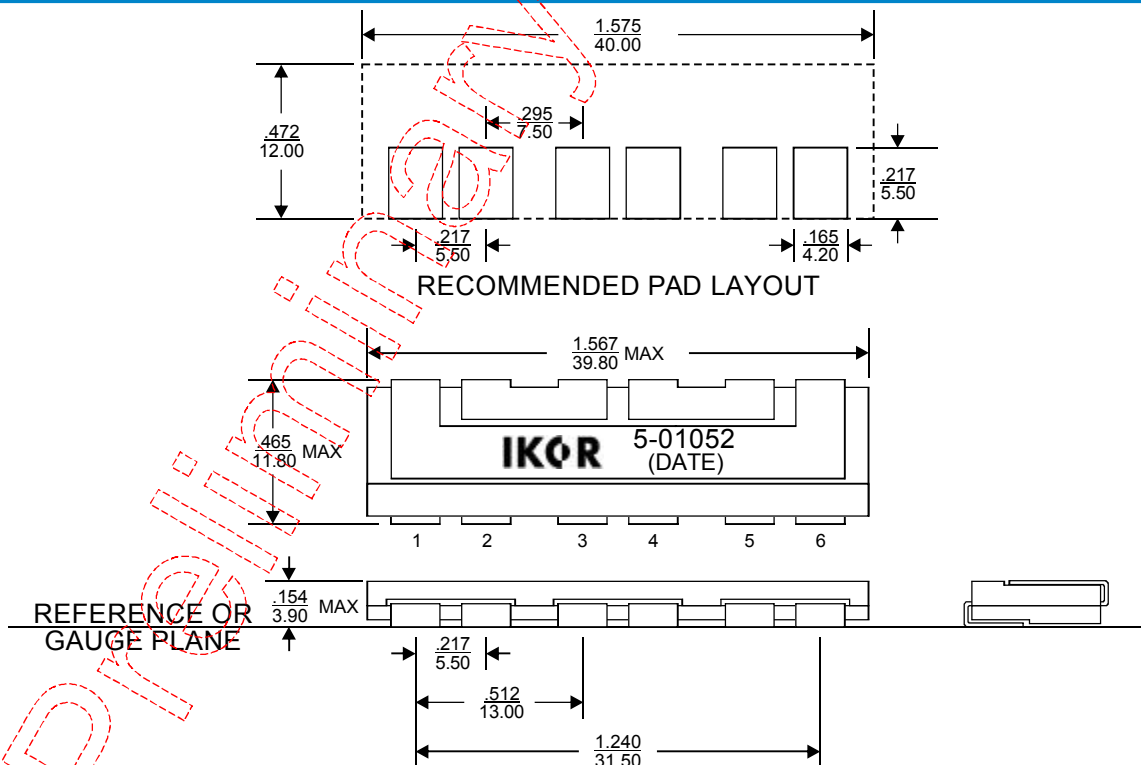 1.575
40.00
.472
12.00
.295
7.50
.217
5.50
.217
5.50
.165
4.20
RECOMMENDED PAD LAYOUT
1.567
39.80 MAX
.465
11.80 MAX
IKOR 5-01052
(DATE)
1 2 3 4 5 6
.154
3.90 MAX
REFERENCE OR
GAUGE PLANE
.217
5.50
.512
13.00
1.240
31.50
Preliminary